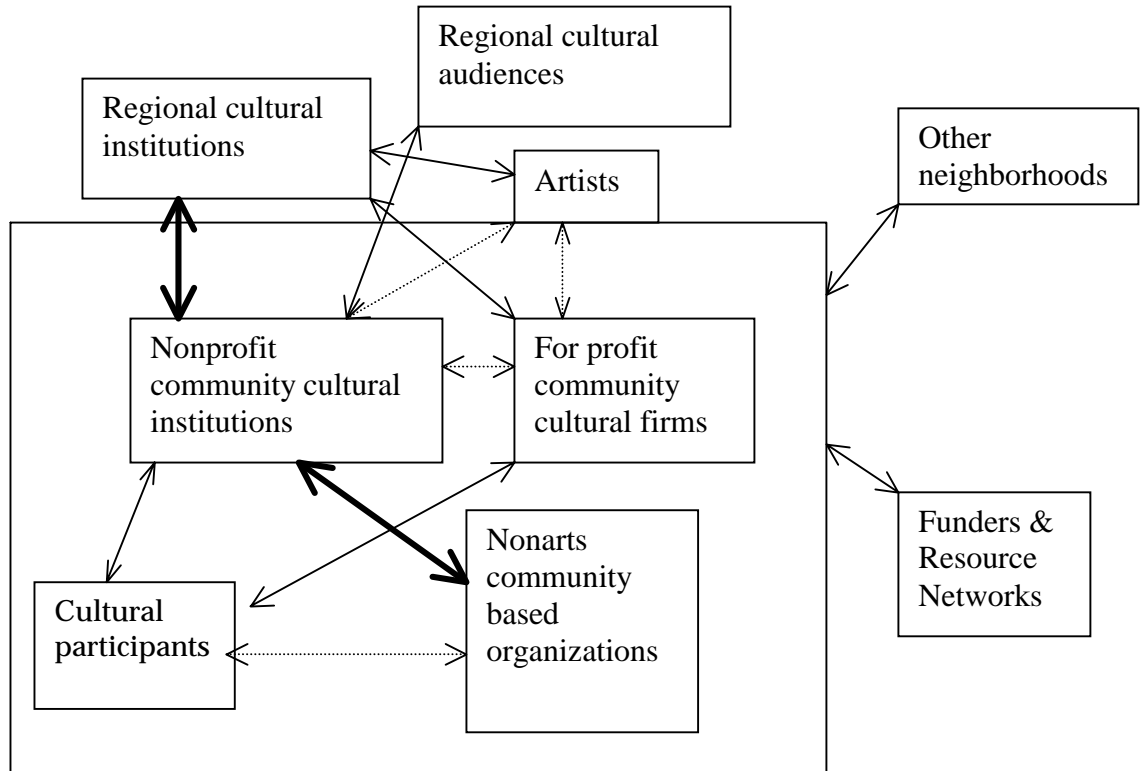 Regional cultural
audiences
Regional cultural
institutions
Other
neighborhoods
Artists
Nonprofit
community cultural
institutions
For profit
community
cultural firms
Funders &
Resource
Networks
Nonarts
community
based
organizations
Cultural
participants